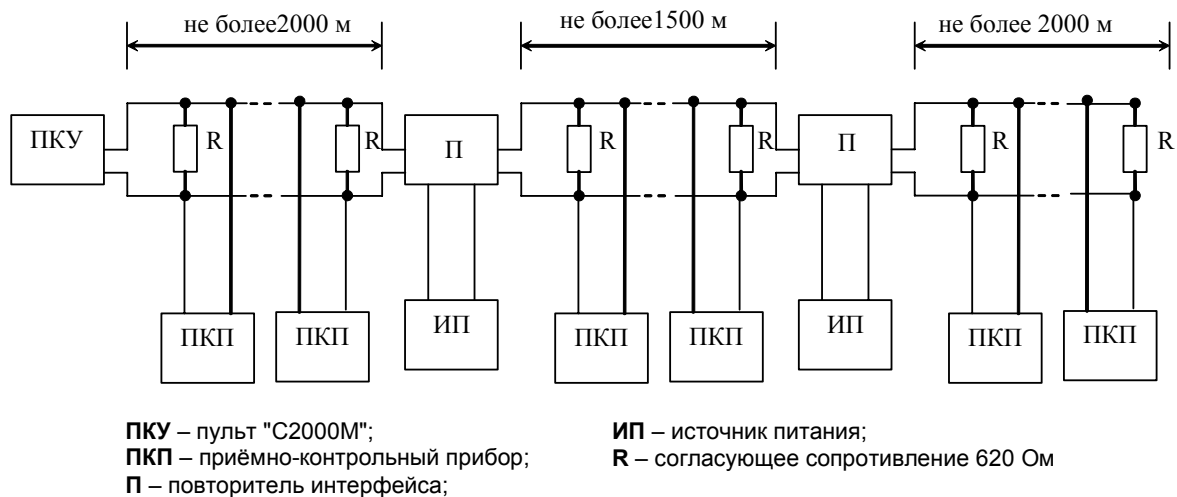 не более2000 м
не более1500 м
не более 2000 м
ПКУ
R
R
П
R
R
П
R
R
ПКП
ПКП
ИП
ПКП
ПКП
ИП
ПКП
ПКП
ПКУ – пульт "С2000М";
ПКП – приёмно-контрольный прибор;
П – повторитель интерфейса;
ИП – источник питания;
R – согласующее сопротивление 620 Ом